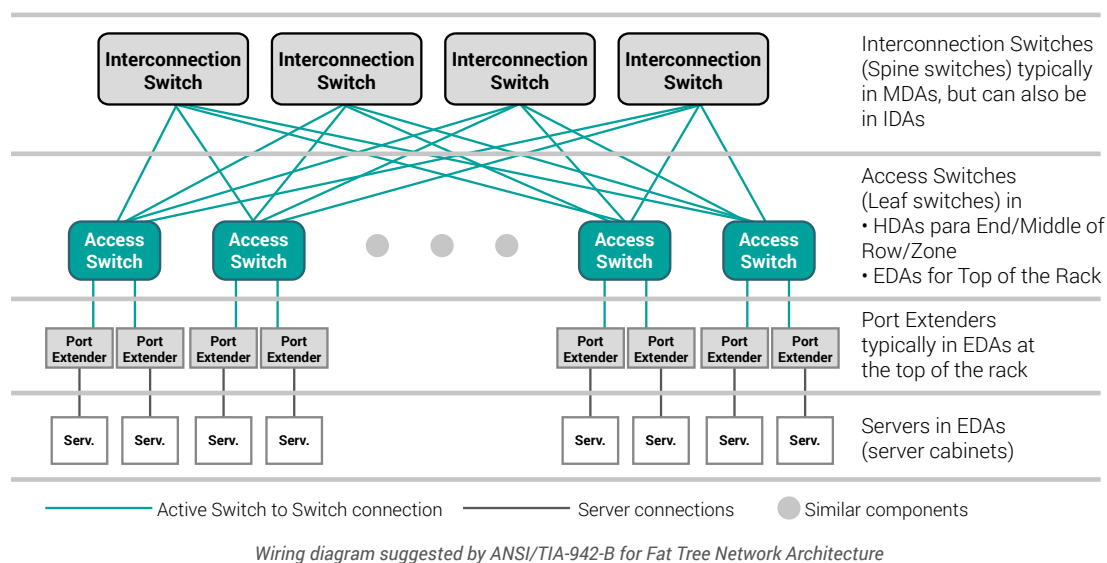 Interconnection
Switch
Interconnection
Switch
Interconnection
Switch
Interconnection
Switch
Interconnection Switches
(Spine switches) typically
in MDAs, but can also be
in IDAs
Access
Switch
Access
Switch
Access
Switch
Access
Switch
Access Switches
(Leaf switches) in
• HDAs para End/Middle of
Row/Zone
• EDAs for Top of the Rack
Port
Extender
Port
Extender
Port
Extender
Port
Extender
Port
Extender
Port
Extender
Port
Extender
Port
Extender
Port Extenders
typically in EDAs at
the top of the rack
Serv.
Serv.
Serv.
Serv.
Serv.
Serv.
Serv.
Serv.
Servers in EDAs
(server cabinets)
Active Switch to Switch connection
Server connections
Similar components
Wiring diagram suggested by ANSI/TIA-942-B for Fat Tree Network Architecture